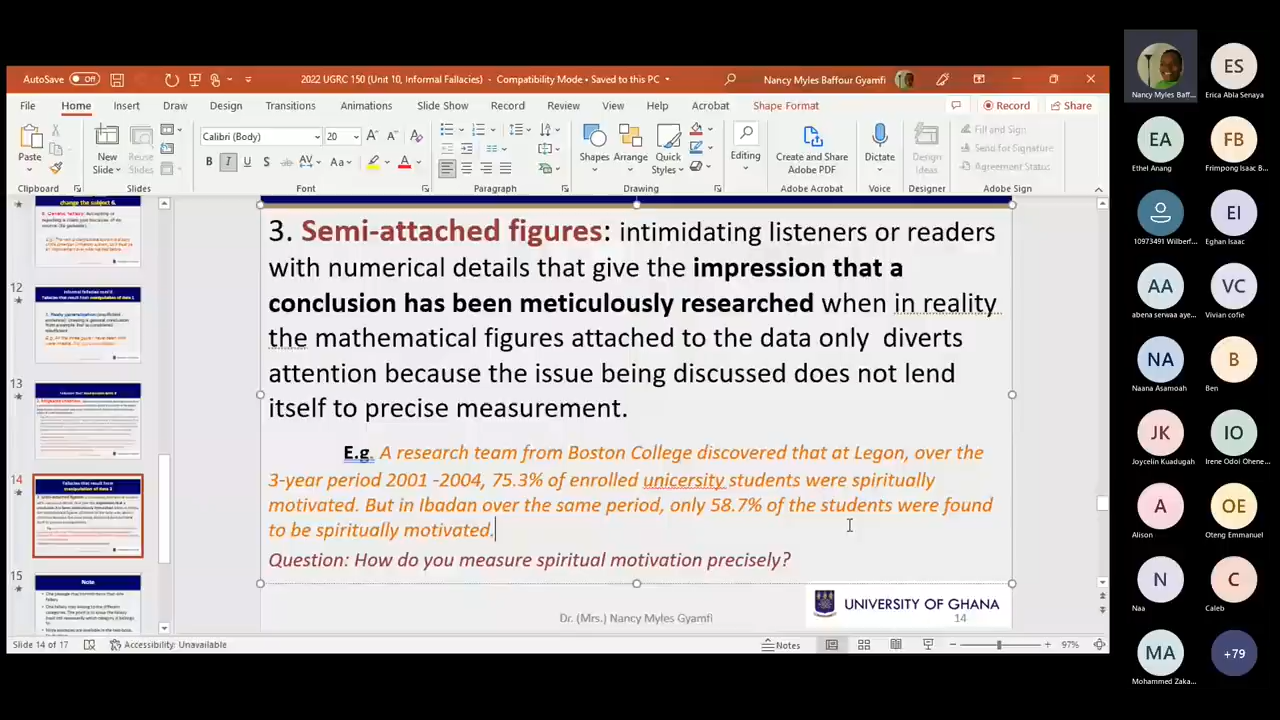 AutoSave Off
2022 UGRC 150 (Unit 10, Informal Fallacies) - Compatibility Mode • Saved to this PC
Nancy Myles Baffour Gyamfi
File Home Insert Draw Design Transitions Animations Slide Show Record Review View Help Acrobat Shape Format
Record Share
Calibri (Body) 20
Paste
New Slide
Reuse Slides
B I U S ab AV Aa A
Shapes Arrange Quick Styles
Editing
Create and Share Adobe PDF
Dictate
Design Ideas
Fill and Sign
Send for Signature
Agreement Status
Clipboard Slides Font Paragraph Drawing Adobe Acrobat Voice Designer Adobe Sign
12
13
14
15
Note
3. Semi-attached figures: intimidating listeners or readers
with numerical details that give the impression that a
conclusion has been meticulously researched when in reality
the mathematical figures attached to the data only diverts
attention because the issue being discussed does not lend
itself to precise measurement.
E.g. A research team from Boston College discovered that at Legon, over the
3-year period 2001 -2004, 75.3% of enrolled unicersity students were spiritually
motivated. But in Ibadan over the same period, only 58.7% of the students were found
to be spiritually motivated.
Question: How do you measure spiritual motivation precisely?
UNIVERSITY OF GHANA
Dr. (Mrs.) Nancy Myles Gyamfi
14
Slide 14 of 17
Accessibility: Unavailable
Notes
97%
Nancy Myles Baff...
ES
Erica Abla Senaya
EA
Ethel Anang
FB
Frimpong Isaac B...
10973491 Wilberf...
EI
Eghan Isaac
AA
abena serwaa aye...
VC
Vivian cofie
NA
Naana Asamoah
B
Ben
JK
Joycelin Kuadugah
IO
Irene Odoi Ohene...
A
Alison
OE
Oteng Emmanuel
N
Naa
C
Caleb
MA
Mohammed Zaka...
+79